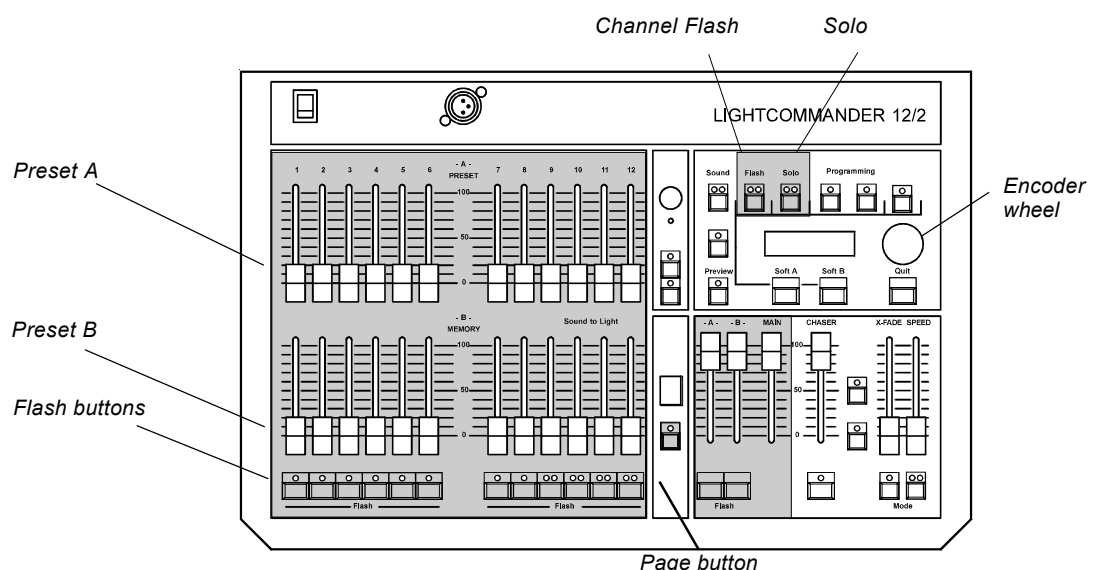 Channel Flash Solo
LIGHTCOMMANDER 12/2
Preset A
Encoder
wheel
1 2 3 4 5 6 - A - 7 8 9 10 11 12
PRESET
100
50
0
Sound Flash Solo Programming
Preview Soft A Soft B Quit
Preset B
- B -
MEMORY Sound to Light
100
50
0
- A - - B - MAIN CHASER X-FADE SPEED
100
50
0
Flash buttons
Flash Flash
Flash Mode
Page button